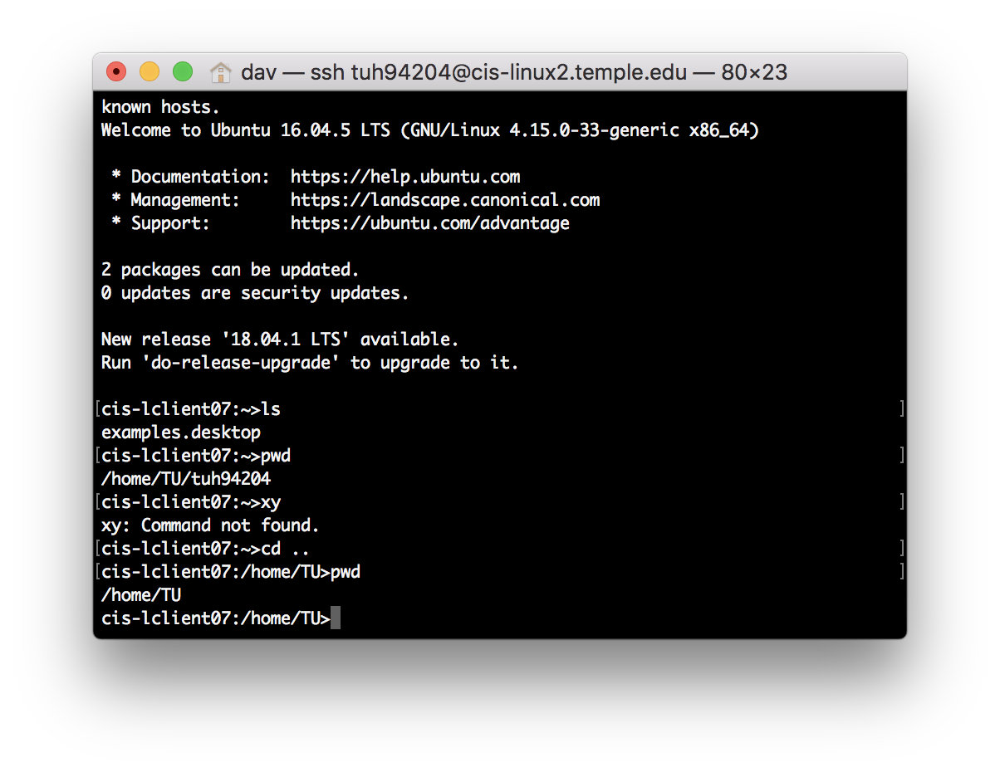 dav — ssh tuh94204@cis-linux2.temple.edu — 80×23
known hosts.
Welcome to Ubuntu 16.04.5 LTS (GNU/Linux 4.15.0-33-generic x86_64)
* Documentation:  https://help.ubuntu.com
* Management:     https://landscape.canonical.com
* Support:        https://ubuntu.com/advantage
2 packages can be updated.
0 updates are security updates.
New release '18.04.1 LTS' available.
Run 'do-release-upgrade' to upgrade to it.
[cis-lclient07:~>ls ]
examples.desktop
[cis-lclient07:~>pwd ]
/home/TU/tuh94204
[cis-lclient07:~>xy ]
xy: Command not found.
[cis-lclient07:~>cd .. ]
[cis-lclient07:/home/TU>pwd ]
/home/TU
cis-lclient07:/home/TU>